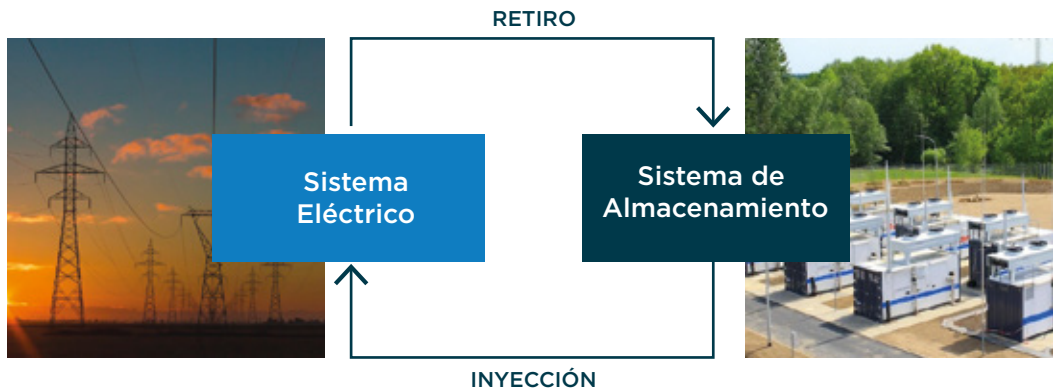 RETIRO
Sistema
Eléctrico
Sistema de
Almacenamiento
INYECCIÓN